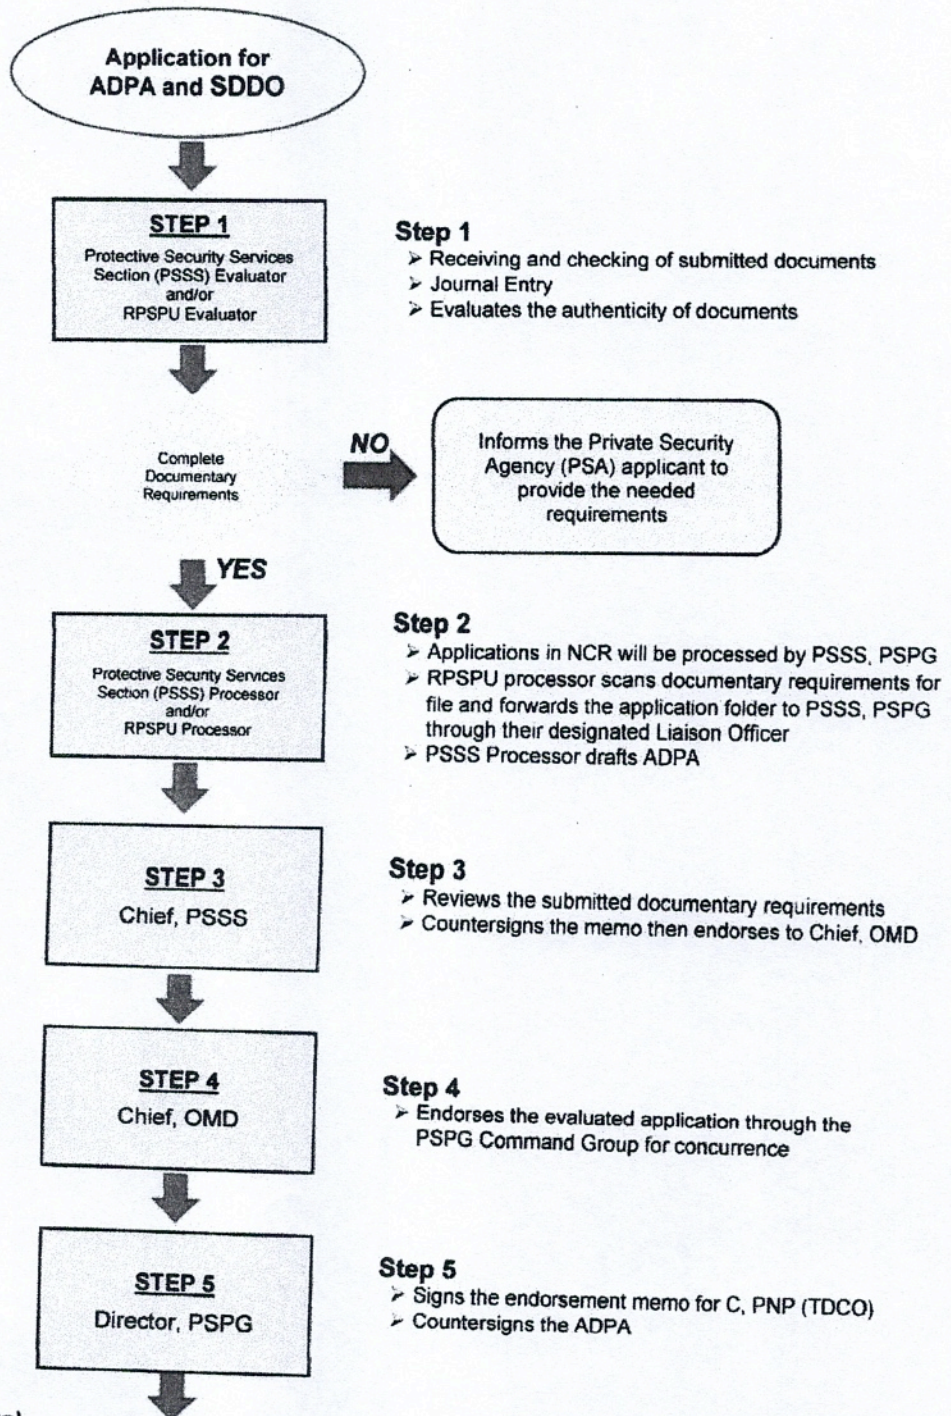 Application for
ADPA and SDDO
STEP 1
Protective Security Services
Section (PSSS) Evaluator
and/or
RPSPU Evaluator
Step 1
➢ Receiving and checking of submitted documents
➢ Journal Entry
➢ Evaluates the authenticity of documents
Complete
Documentary
Requirements
NO
Informs the Private Security
Agency (PSA) applicant to
provide the needed
requirements
YES
STEP 2
Protective Security Services
Section (PSSS) Processor
and/or
RPSPU Processor
Step 2
➢ Applications in NCR will be processed by PSSS, PSPG
➢ RPSPU processor scans documentary requirements for
file and forwards the application folder to PSSS, PSPG
through their designated Liaison Officer
➢ PSSS Processor drafts ADPA
STEP 3
Chief, PSSS
Step 3
➢ Reviews the submitted documentary requirements
➢ Countersigns the memo then endorses to Chief, OMD
STEP 4
Chief, OMD
Step 4
➢ Endorses the evaluated application through the
PSPG Command Group for concurrence
STEP 5
Director, PSPG
Step 5
➢ Signs the endorsement memo for C, PNP (TDCO)
➢ Countersigns the ADPA